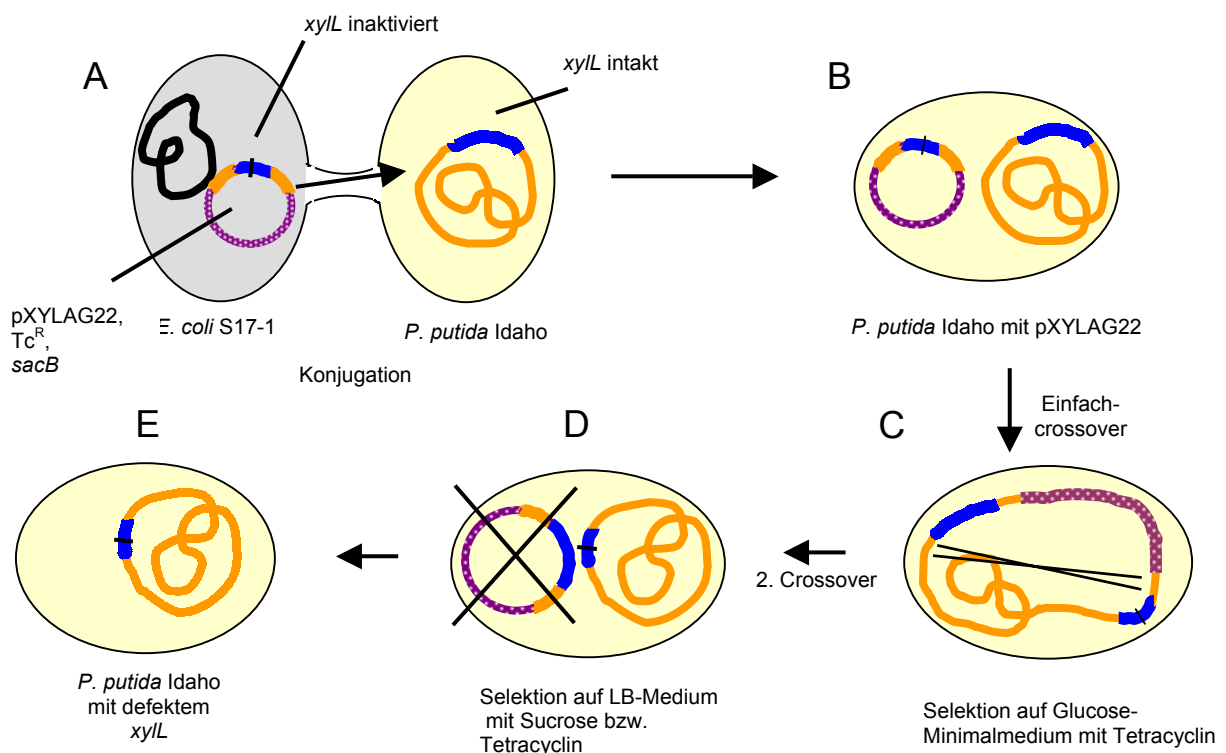 xylL inaktiviert
A
xylL intakt
B
pXYLAG22,
Tc^R,
sacB
E. coli S17-1
P. putida Idaho
Konjugation
P. putida Idaho mit pXYLAG22
Einfach-
crossover
C
Selektion auf Glucose-
Minimalmedium mit Tetracyclin
2. Crossover
D
Selektion auf LB-Medium
mit Sucrose bzw.
Tetracyclin
E
P. putida Idaho
mit defektem
xylL